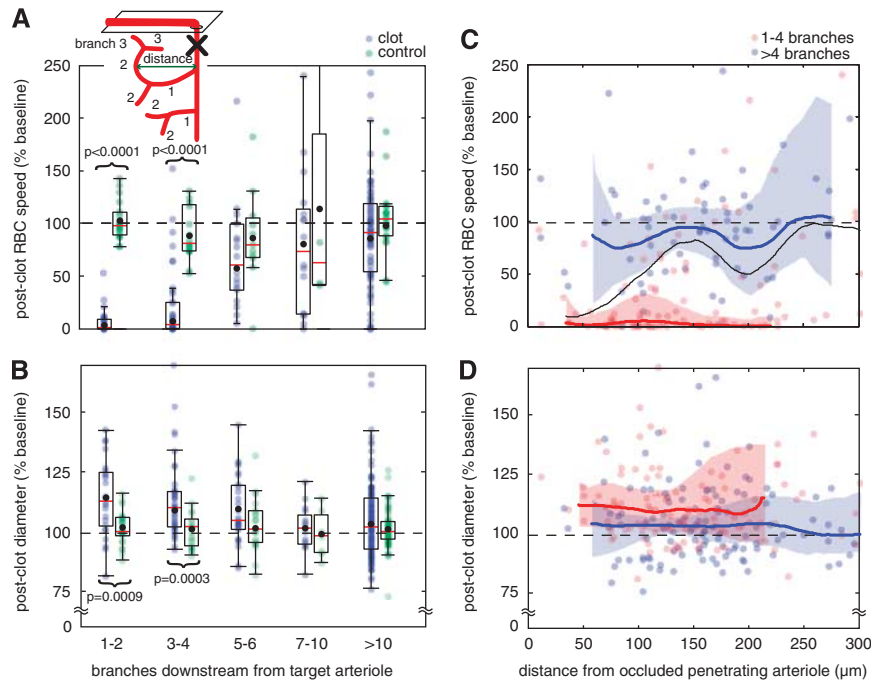 A
branch 3
3
2
distance
1
2
2
1
2
clot
control
post-clot RBC speed (% baseline)
250
200
150
100
50
0
p<0.0001
p<0.0001
B
post-clot diameter (% baseline)
150
125
100
75
0
p=0.0009
p=0.0003
1-2
3-4
5-6
7-10
>10
branches downstream from target arteriole
C
1-4 branches
>4 branches
post-clot RBC speed (% baseline)
250
200
150
100
50
0
D
post-clot diameter (% baseline)
150
125
100
75
0
0
50
100
150
200
250
300
distance from occluded penetrating arteriole (µm)